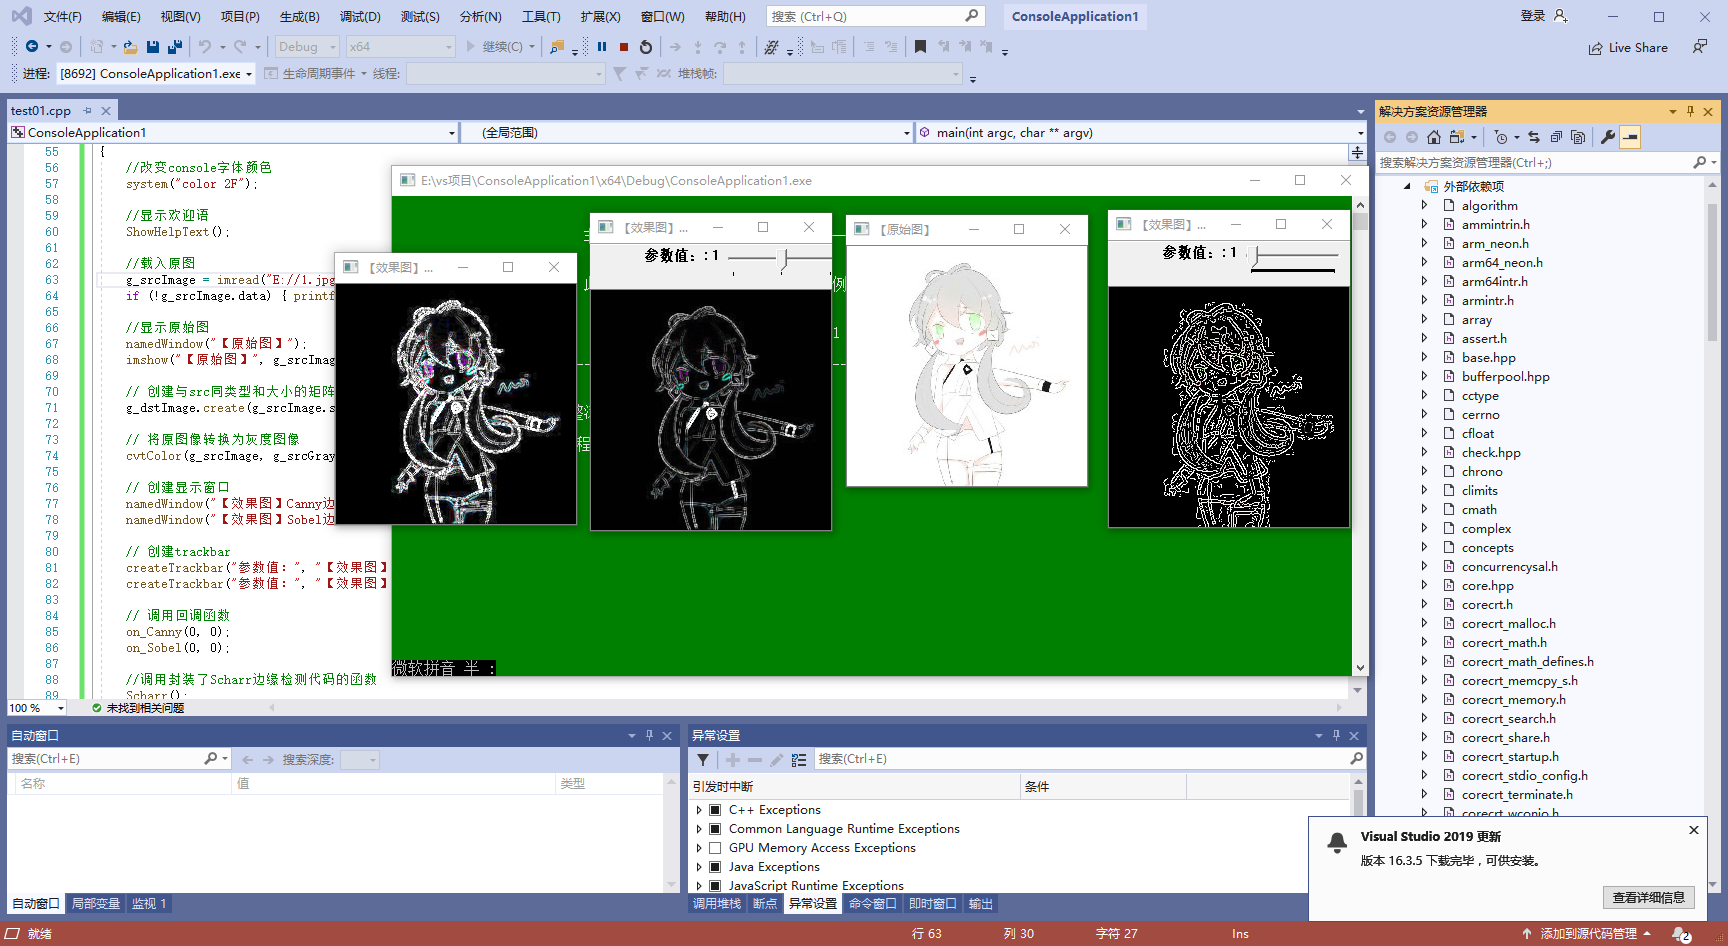 文件(F) 编辑(E) 视图(V) 项目(P) 生成(B) 调试(D) 测试(S) 分析(N) 工具(T) 扩展(X) 窗口(W) 帮助(H) 搜索 (Ctrl+Q) ConsoleApplication1 登录
Debug x64 继续(C) Live Share
进程: [8692] ConsoleApplication1.exe 生命周期事件 线程: 堆栈帧:
test01.cpp
ConsoleApplication1 (全局范围) main(int argc, char ** argv)
55 {
56 //改变console字体颜色
57 system("color 2F");
58
59 //显示欢迎语
60 ShowHelpText();
61
62 //载入原图
63 g_srcImage = imread("E://1.jpg
64 if (!g_srcImage.data) { printf
65
66 //显示原始图
67 namedWindow("【原始图】");
68 imshow("【原始图】", g_srcImag
69
70 // 创建与src同类型和大小的矩阵
71 g_dstImage.create(g_srcImage.s
72
73 // 将原图像转换为灰度图像
74 cvtColor(g_srcImage, g_srcGray
75
76 // 创建显示窗口
77 namedWindow("【效果图】Canny边
78 namedWindow("【效果图】Sobel边
79
80 // 创建trackbar
81 createTrackbar("参数值: ", "【效果图】
82 createTrackbar("参数值: ", "【效果图】
83
84 // 调用回调函数
85 on_Canny(0, 0);
86 on_Sobel(0, 0);
87
88 //调用封装了Scharr边缘检测代码的函数
89 Scharr();
100 % 未找到相关问题
E:\vs项目\ConsoleApplication1\x64\Debug\ConsoleApplication1.exe
例
1
程
微软拼音 半 :
【效果图】...
【效果图】...
参数值: : 1
【原始图】
【效果图】...
参数值: : 1
解决方案资源管理器
搜索解决方案资源管理器(Ctrl+;)
外部依赖项
algorithm
ammintrin.h
arm_neon.h
arm64_neon.h
arm64intr.h
armintr.h
array
assert.h
base.hpp
bufferpool.hpp
cctype
cerrno
cfloat
check.hpp
chrono
climits
cmath
complex
concepts
concurrencysal.h
core.hpp
corecrt.h
corecrt_malloc.h
corecrt_math.h
corecrt_math_defines.h
corecrt_memcpy_s.h
corecrt_memory.h
corecrt_search.h
corecrt_share.h
corecrt_startup.h
corecrt_stdio_config.h
corecrt_terminate.h
corecrt_wconio.h
自动窗口
搜索(Ctrl+E) 搜索深度:
名称 值 类型
自动窗口 局部变量 监视 1
异常设置
搜索(Ctrl+E)
引发时中断 条件
C++ Exceptions
Common Language Runtime Exceptions
GPU Memory Access Exceptions
Java Exceptions
JavaScript Runtime Exceptions
调用堆栈 断点 异常设置 命令窗口 即时窗口 输出
Visual Studio 2019 更新
版本 16.3.5 下载完毕，可供安装。
查看详细信息
就绪 行 63 列 30 字符 27 Ins 添加到源代码管理 2